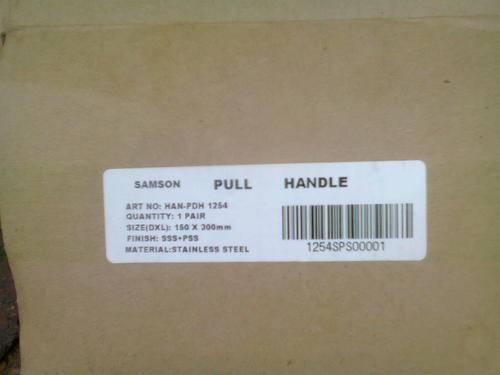 SAMSON PULL HANDLE
ART NO: HAN-PDH 1254
QUANTITY: 1 PAIR
SIZE(DXL): 150 X 300mm
FINISH: SSS+PSS
MATERIAL:STAINLESS STEEL
1254SPS00001